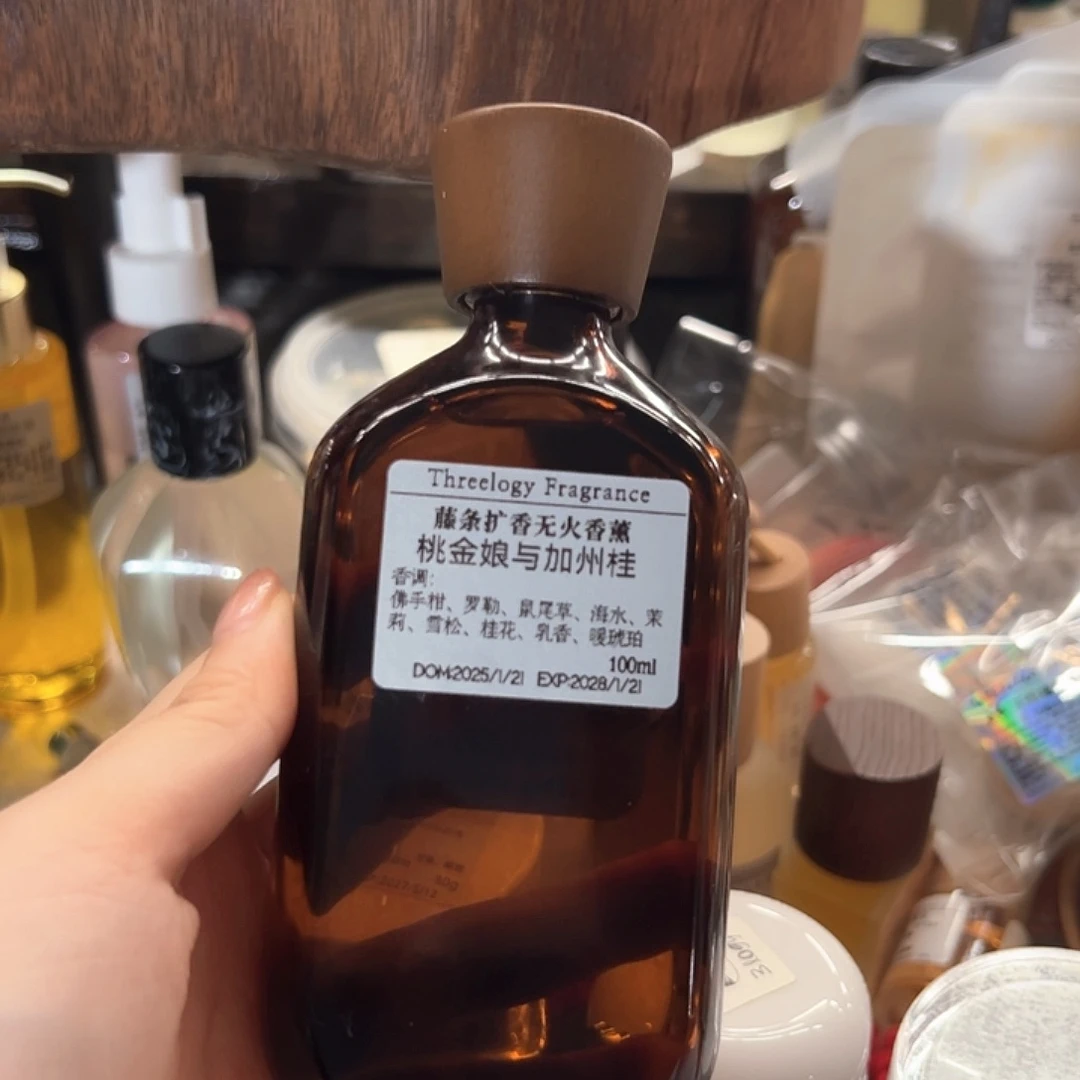 Threelogy Fragrance
藤条扩香无火香薰
桃金娘与加州桂
香调:
佛手柑、罗勒、鼠尾草、海水、茉
莉、雪松、桂花、乳香、暖琥珀
100ml
DOM:2025/1/21 EXP:2028/1/21
31094